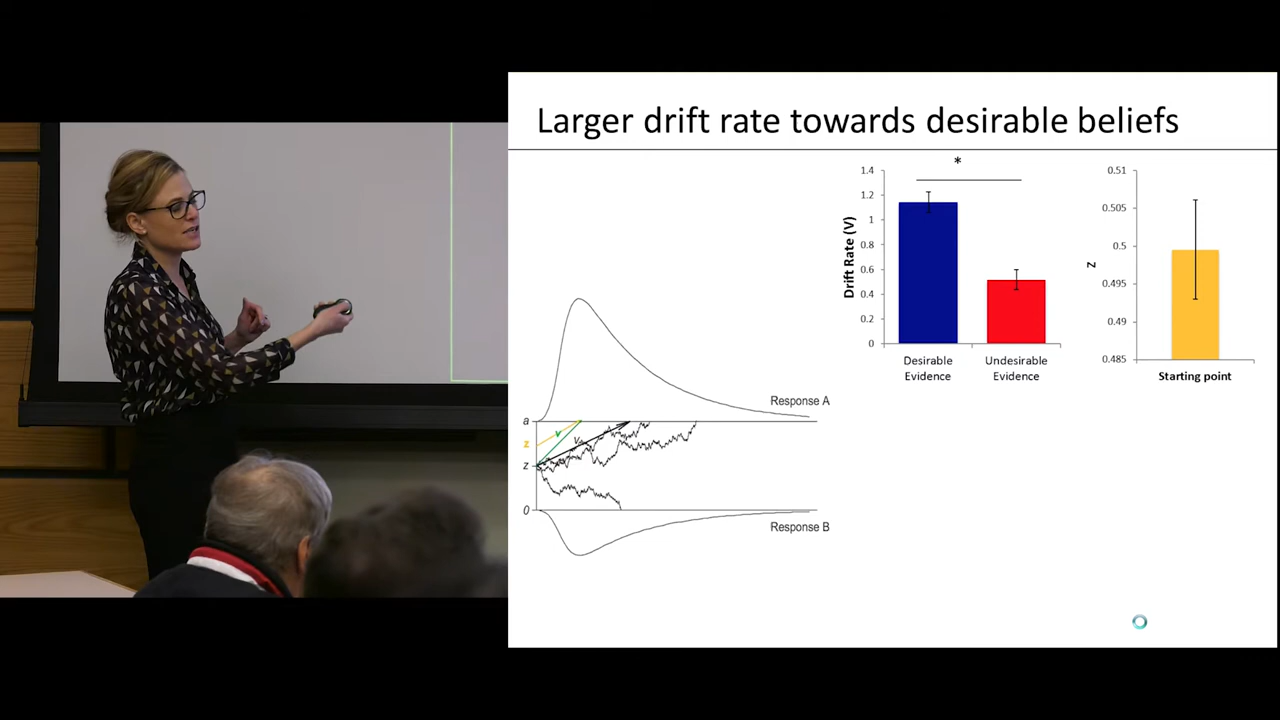 Larger drift rate towards desirable beliefs
*
1.4
1.2
1
0.8
0.6
0.4
0.2
0
Drift Rate (V)
Desirable
Evidence
Undesirable
Evidence
0.51
0.505
0.5
0.495
0.49
0.485
Z
Starting point
Response A
a
z
z
0
v
v
Response B